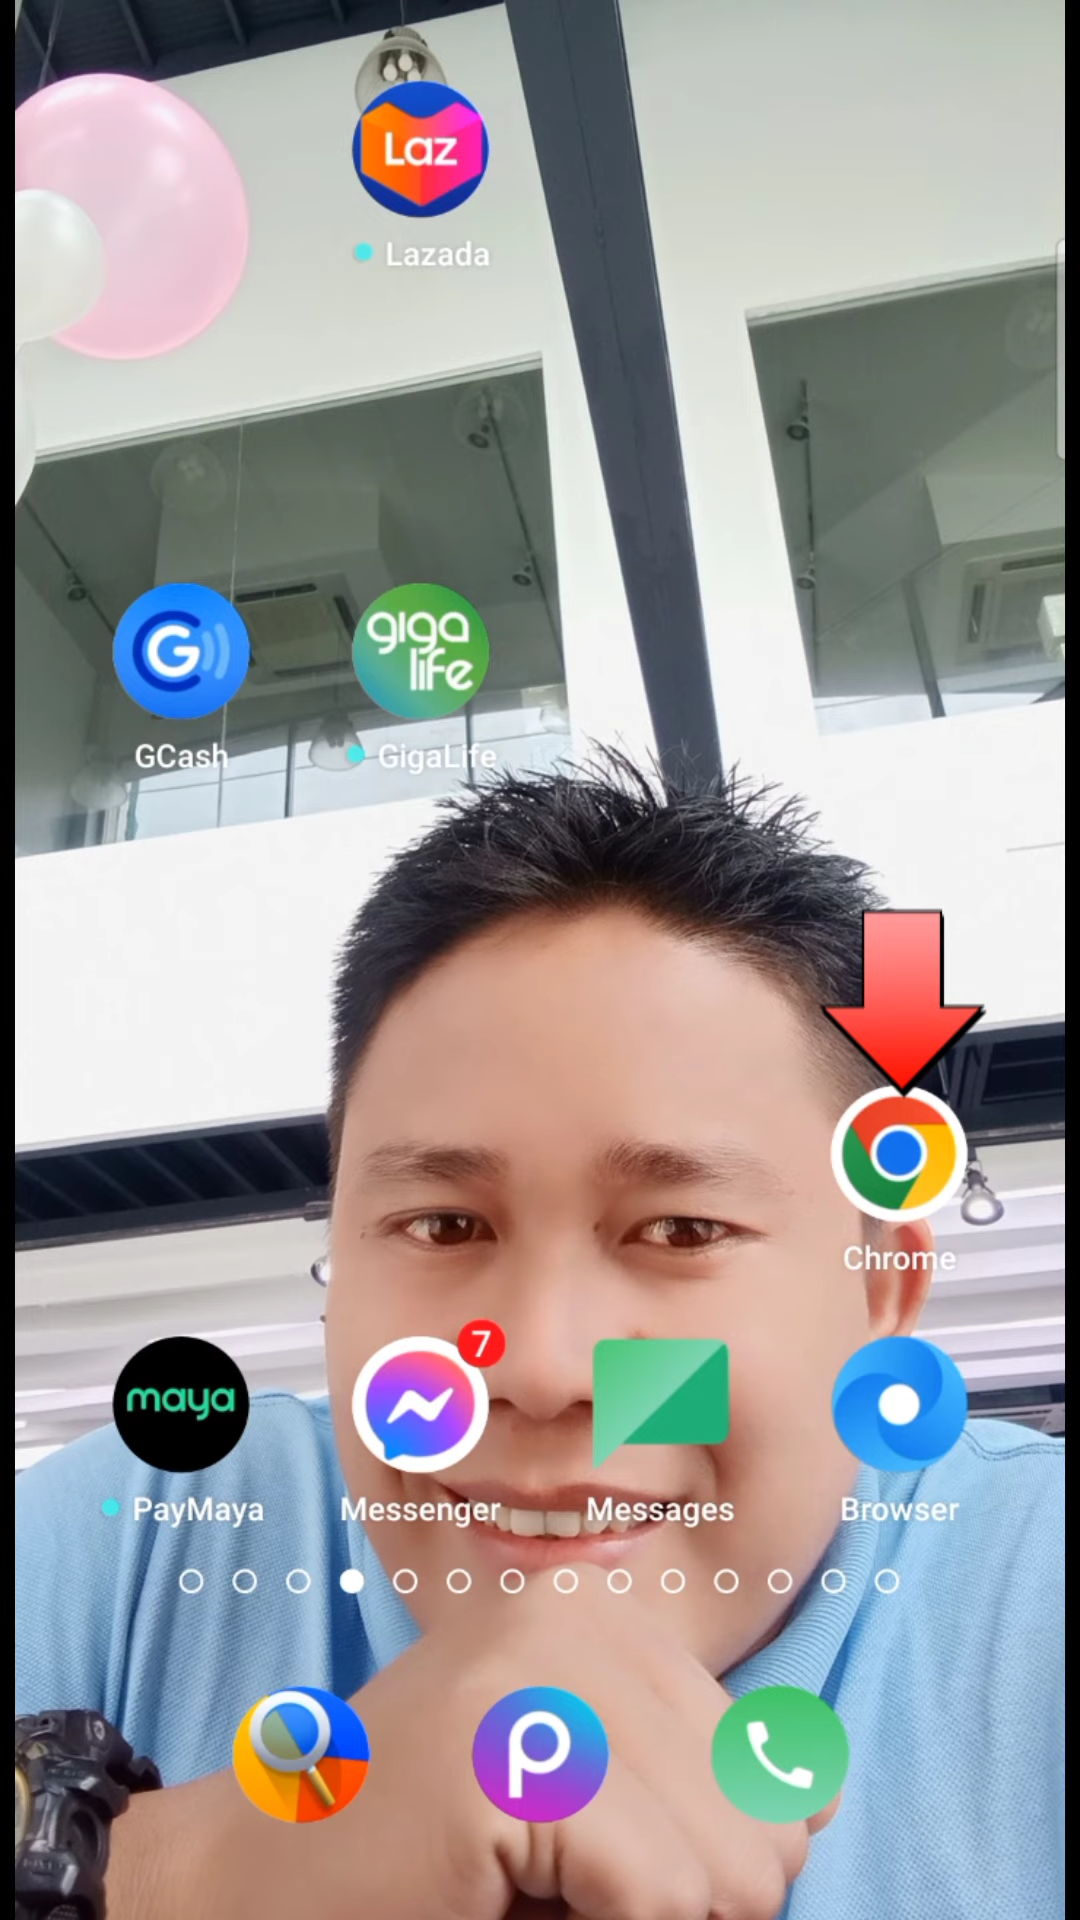 Laz
Lazada
G
giga
life
GCash
GigaLife
Chrome
maya
7
PayMaya
Messenger
Messages
Browser